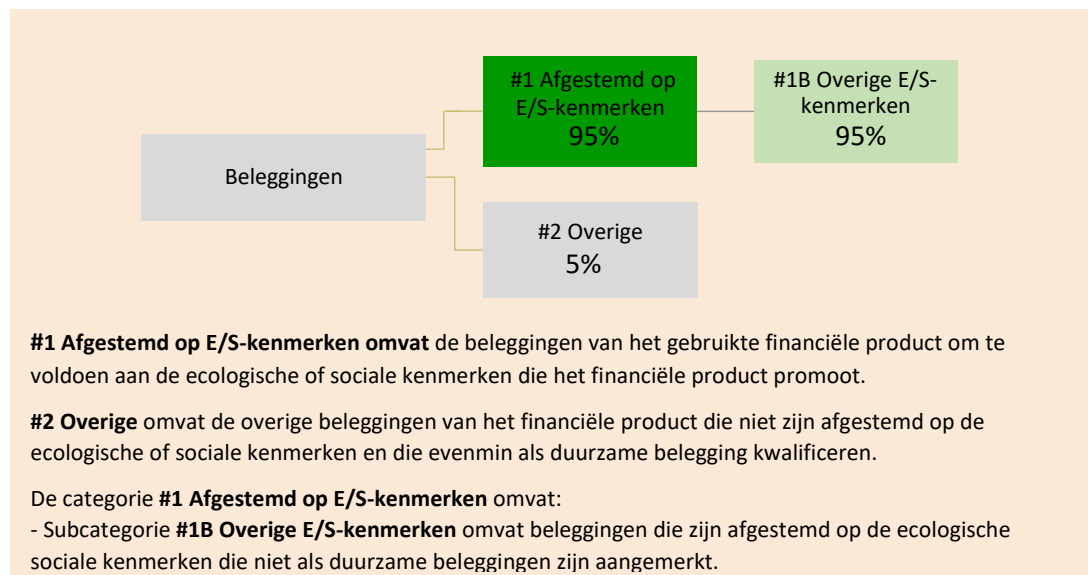 #1 Afgestemd op
E/S-kenmerken
95%
#1B Overige E/S-
kenmerken
95%
Beleggingen
#2 Overige
5%
#1 Afgestemd op E/S-kenmerken omvat de beleggingen van het gebruikte financiële product om te
voldoen aan de ecologische of sociale kenmerken die het financiële product promoot.
#2 Overige omvat de overige beleggingen van het financiële product die niet zijn afgestemd op de
ecologische of sociale kenmerken en die evenmin als duurzame belegging kwalificeren.
De categorie #1 Afgestemd op E/S-kenmerken omvat:
- Subcategorie #1B Overige E/S-kenmerken omvat beleggingen die zijn afgestemd op de ecologische
sociale kenmerken die niet als duurzame beleggingen zijn aangemerkt.